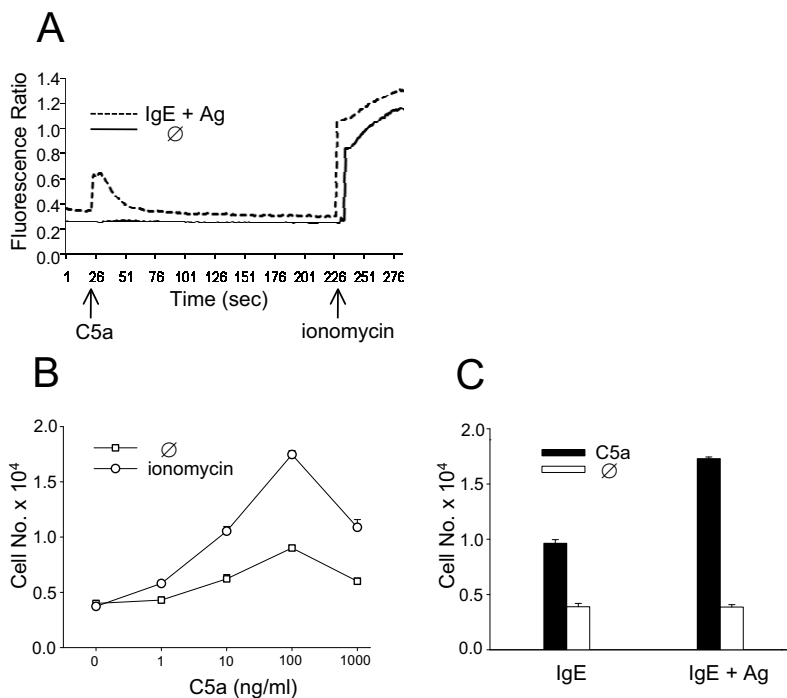 A
1.4
1.2
1.0
0.8
0.6
0.4
0.2
0.0
Fluorescence Ratio
IgE + Ag
∅
1 26 51 76 101 126 151 176 201 226 251 276
Time (sec)
C5a
ionomycin
B
2.0
1.5
1.0
0.5
0.0
Cell No. x 10⁴
∅
ionomycin
0 1 10 100 1000
C5a (ng/ml)
C
2.0
1.5
1.0
0.5
0.0
Cell No. x 10⁴
C5a
∅
IgE IgE + Ag